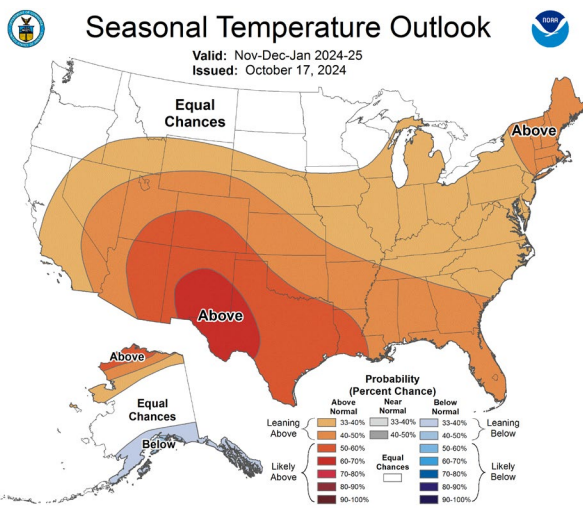 Seasonal Temperature Outlook
NOAA
Valid: Nov-Dec-Jan 2024-25
Issued: October 17, 2024
Equal
Chances
Above
Above
Above
Equal
Chances
Below
Probability
(Percent Chance)
Above
Normal
Near
Normal
Below
Normal
Leaning
Above
33-40%
40-50%
33-40%
40-50%
33-40%
40-50%
Leaning
Below
Likely
Above
50-60%
60-70%
70-80%
80-90%
90-100%
Equal
Chances
50-60%
60-70%
70-80%
80-90%
90-100%
Likely
Below